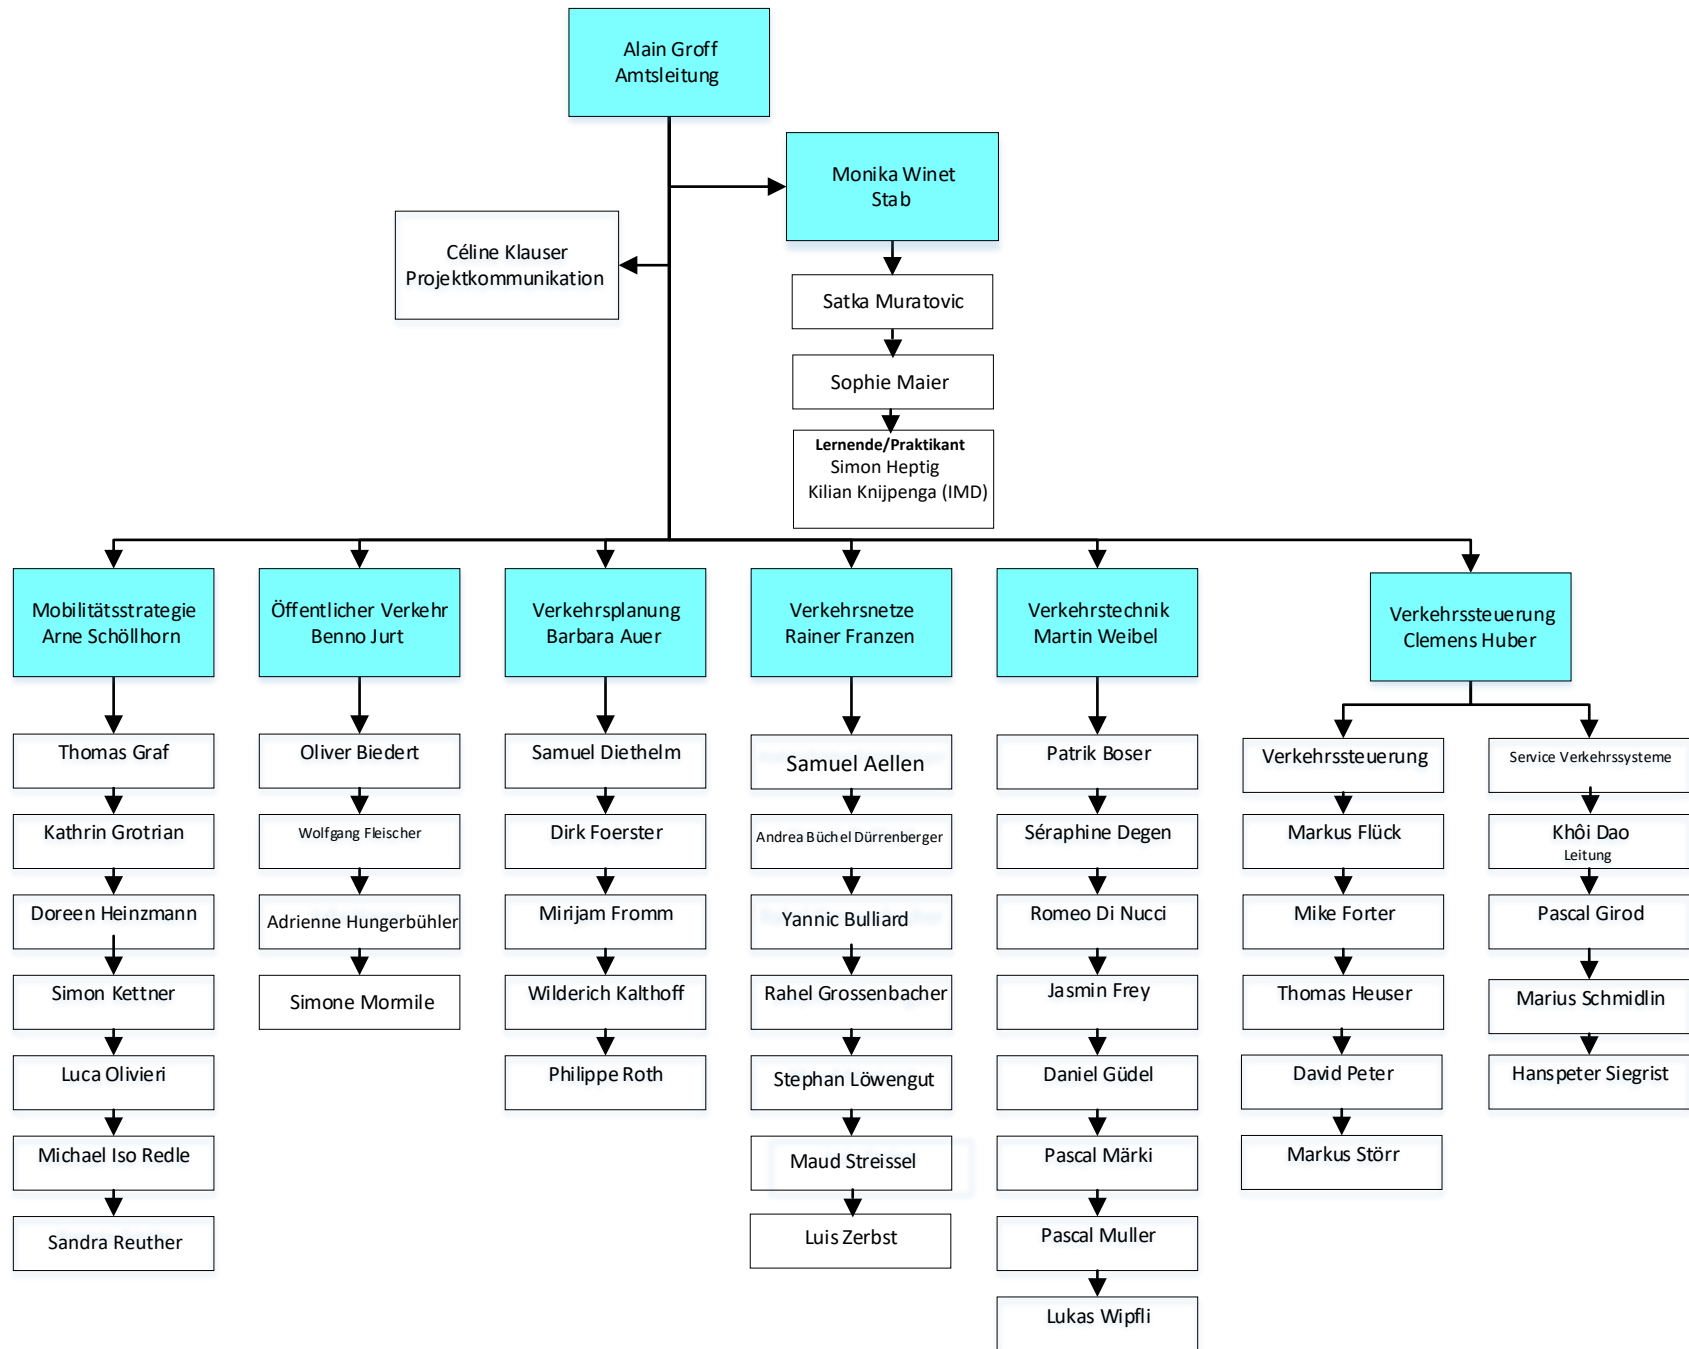 Alain Groff
Amtsleitung
Monika Winet
Stab
Céline Klauser
Projektkommunikation
Satka Muratovic
Sophie Maier
Lernende/Praktikant
Simon Heptig
Kilian Knijpenga (IMD)
Mobilitätsstrategie
Arne Schöllhorn
Thomas Graf
Kathrin Grotrian
Doreen Heinzmann
Simon Kettner
Luca Olivieri
Michael Iso Redle
Sandra Reuther
Öffentlicher Verkehr
Benno Jurt
Oliver Biedert
Wolfgang Fleischer
Adrienne Hungerbühler
Simone Mormile
Verkehrsplanung
Barbara Auer
Samuel Diethelm
Dirk Foerster
Mirijam Fromm
Wilderich Kalthoff
Philippe Roth
Verkehrsnetze
Rainer Franzen
Samuel Aellen
Andrea Büchel Dürrenberger
Yannic Bulliard
Rahel Grossenbacher
Stephan Löwengut
Maud Streissel
Luis Zerbst
Verkehrstechnik
Martin Weibel
Patrik Boser
Séraphine Degen
Romeo Di Nucci
Jasmin Frey
Daniel Güdel
Pascal Märki
Pascal Muller
Lukas Wipfli
Verkehrssteuerung
Clemens Huber
Verkehrssteuerung
Markus Flück
Mike Forter
Thomas Heuser
David Peter
Markus Störr
Service Verkehrssysteme
Khôi Dao
Leitung
Pascal Girod
Marius Schmidlin
Hanspeter Siegrist